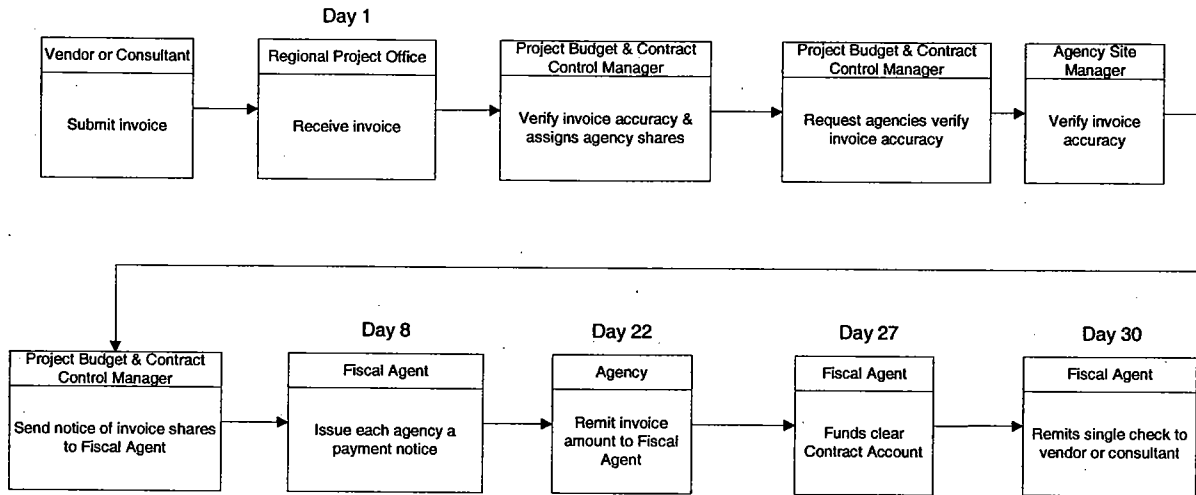 Day 1
Vendor or Consultant
Submit invoice
Regional Project Office
Receive invoice
Project Budget & Contract
Control Manager
Verify invoice accuracy &
assigns agency shares
Project Budget & Contract
Control Manager
Request agencies verify
invoice accuracy
Agency Site
Manager
Verify invoice
accuracy
Project Budget & Contract
Control Manager
Send notice of invoice shares
to Fiscal Agent
Day 8
Fiscal Agent
Issue each agency a
payment notice
Day 22
Agency
Remit invoice
amount to Fiscal
Agent
Day 27
Fiscal Agent
Funds clear
Contract Account
Day 30
Fiscal Agent
Remits single check to
vendor or consultant